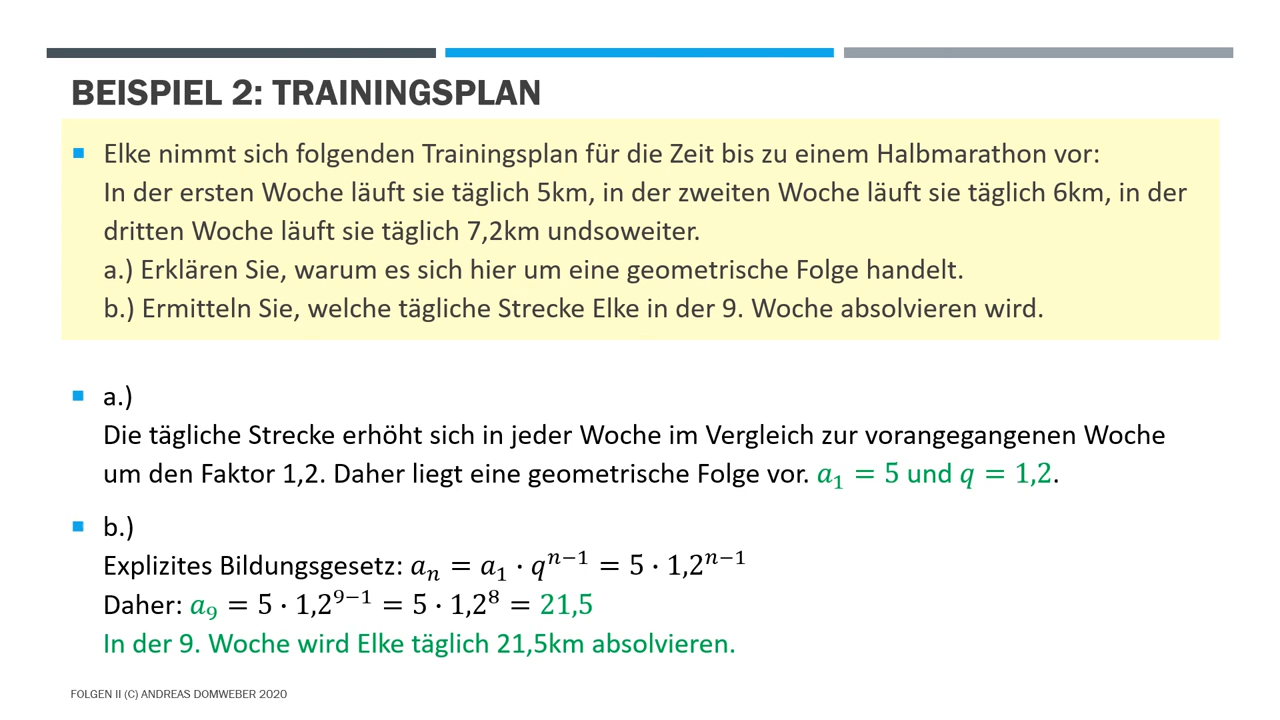 BEISPIEL 2: TRAININGSPLAN
▪ Elke nimmt sich folgenden Trainingsplan für die Zeit bis zu einem Halbmarathon vor:
In der ersten Woche läuft sie täglich 5km, in der zweiten Woche läuft sie täglich 6km, in der
dritten Woche läuft sie täglich 7,2km undsoweiter.
a.) Erklären Sie, warum es sich hier um eine geometrische Folge handelt.
b.) Ermitteln Sie, welche tägliche Strecke Elke in der 9. Woche absolvieren wird.
▪ a.)
Die tägliche Strecke erhöht sich in jeder Woche im Vergleich zur vorangegangenen Woche
um den Faktor 1,2. Daher liegt eine geometrische Folge vor. a₁ = 5 und q = 1,2.
▪ b.)
Explizites Bildungsgesetz: aₙ = a₁ · qⁿ⁻¹ = 5 · 1,2ⁿ⁻¹
Daher: a₉ = 5 · 1,2⁹⁻¹ = 5 · 1,2⁸ = 21,5
In der 9. Woche wird Elke täglich 21,5km absolvieren.
FOLGEN II (C) ANDREAS DOMWEBER 2020